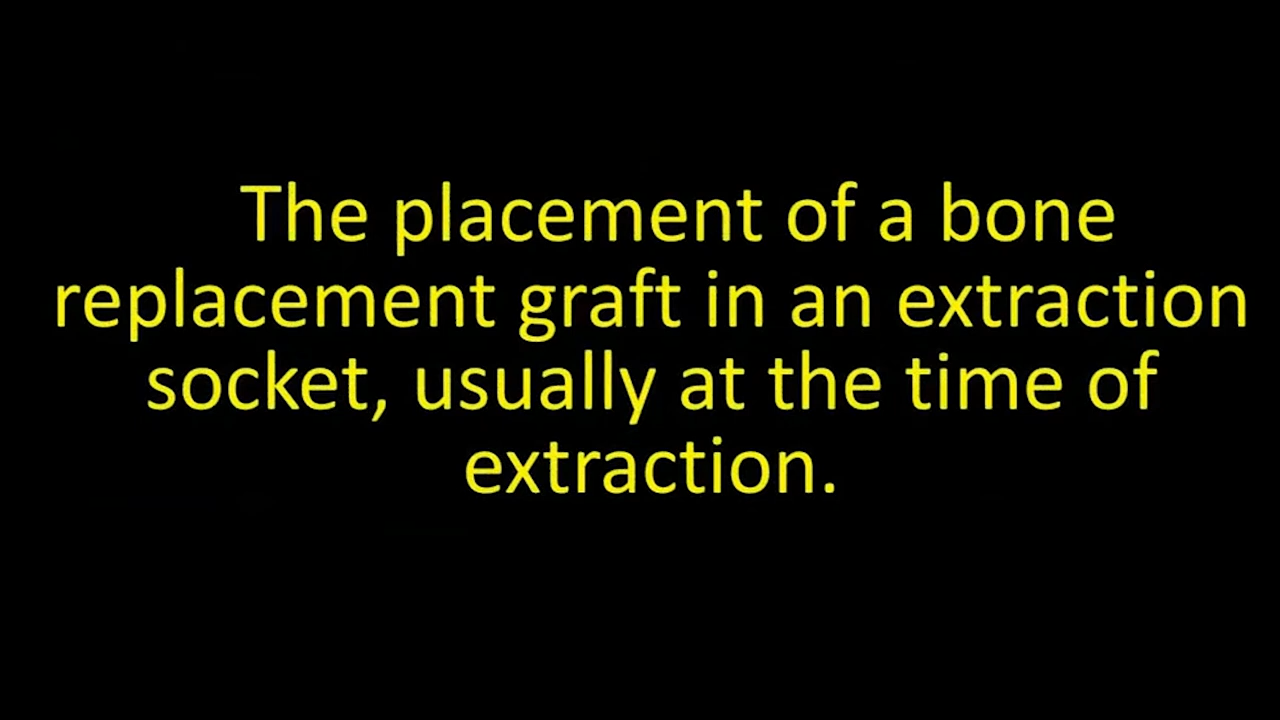 The placement of a bone
replacement graft in an extraction
socket, usually at the time of
extraction.